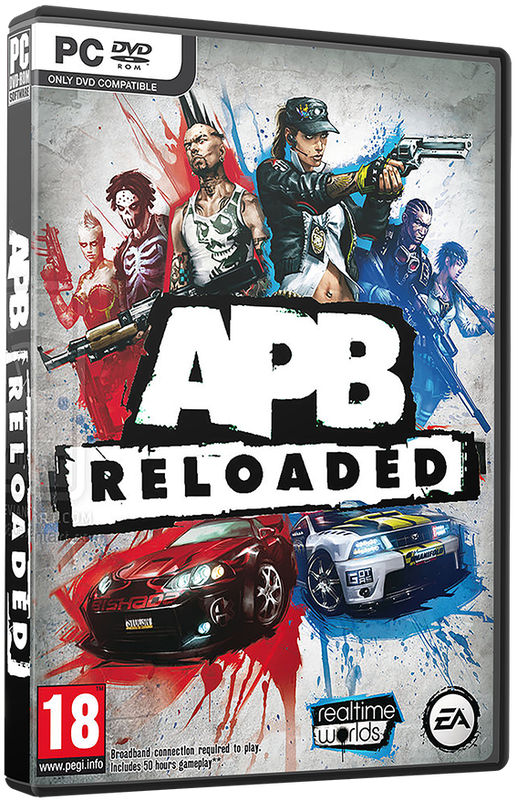 PC
DVD-ROM
SOFTWARE
PC DVD
ROM
ONLY DVD COMPATIBLE
APB
RELOADED
APB
RELOADED
18
www.pegi.info
Broadband connection required to play.
Includes 50 hours gameplay**
realtime
worlds
EA